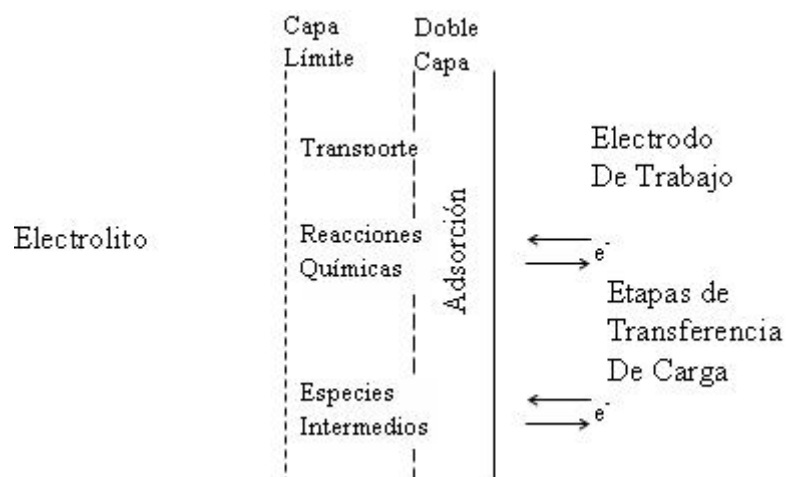 Capa
Límite
Doble
Capa
Transporte
Electrodo
De Trabajo
Electrolito
Reacciones
Químicas
Adsorción
e-
Etapas de
Transferencia
De Carga
Especies
Intermedios
e-